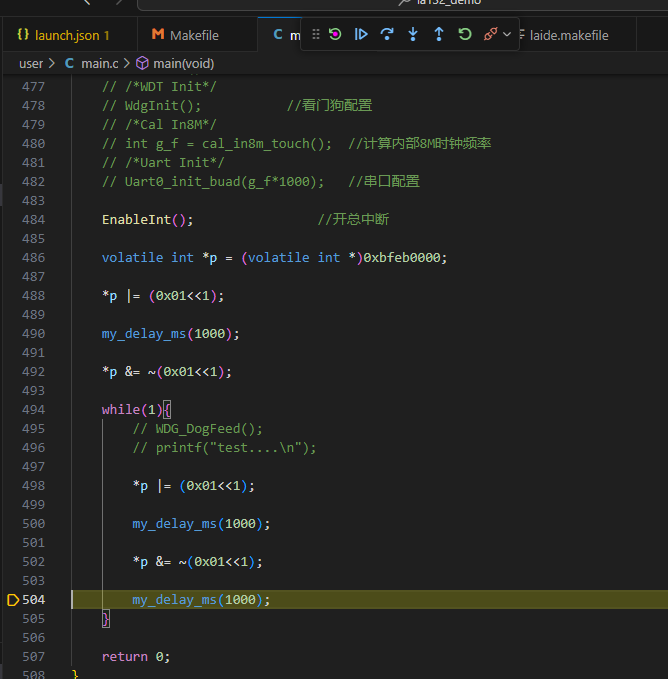 la132_demo
launch.json 1
Makefile
laide.makefile
user > C main.c > main(void)
477 // /*WDT Init*/
478 // WdgInit(); //看门狗配置
479 // /*Cal In8M*/
480 // int g_f = cal_in8m_touch(); //计算内部8M时钟频率
481 // /*Uart Init*/
482 // Uart0_init_buad(g_f*1000); //串口配置
483
484 EnableInt(); //开总中断
485
486 volatile int *p = (volatile int *)0xbfeb0000;
487
488 *p |= (0x01<<1);
489
490 my_delay_ms(1000);
491
492 *p &= ~(0x01<<1);
493
494 while(1){
495 // WDG_DogFeed();
496 // printf("test....\n");
497
498 *p |= (0x01<<1);
499
500 my_delay_ms(1000);
501
502 *p &= ~(0x01<<1);
503
504 my_delay_ms(1000);
505 }
506
507 return 0;
508 }